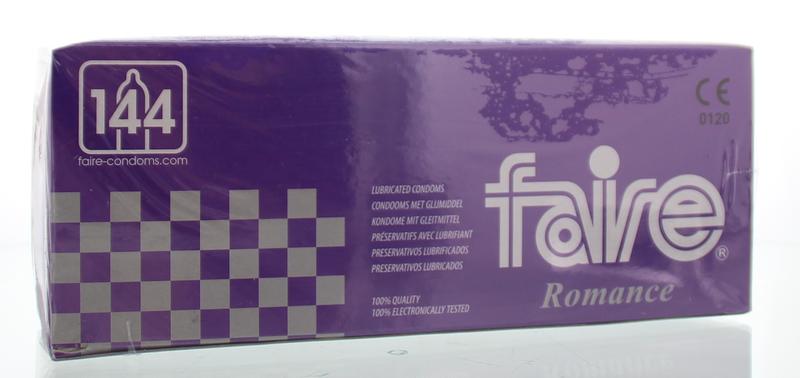 144
faire-condoms.com
CE
0120
LUBRICATED CONDOMS
CONDOOMS MET GLIJMIDDEL
KONDOME MIT GLEITMITTEL
PRÉSERVATIFS AVEC LUBRIFIANT
PRESERVATIVOS LUBRIFICADOS
PRESERVATIVOS LUBRICADOS
100% QUALITY
100% ELECTRONICALLY TESTED
faire®
Romance